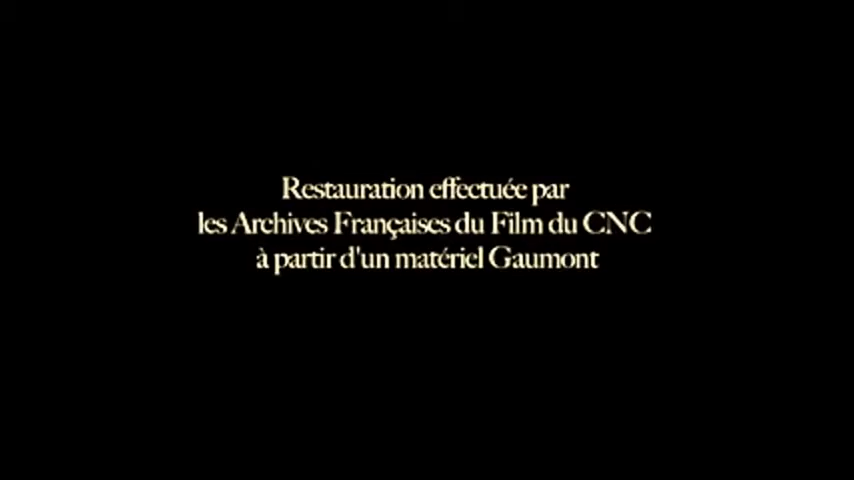 Restauration effectuée par
les Archives Françaises du Film du CNC
à partir d'un matériel Gaumont